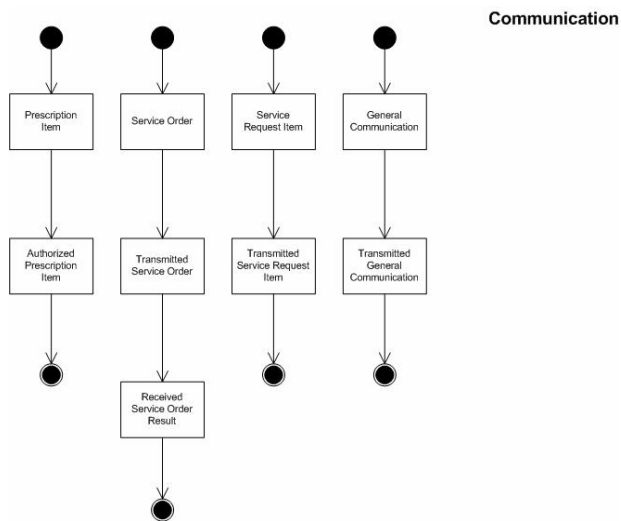 Communication
Prescription
Item
Service Order
Service
Request Item
General
Communication
Authorized
Prescription
Item
Transmitted
Service Order
Transmitted
Service Request
Item
Transmitted
General
Communication
Received
Service Order
Result